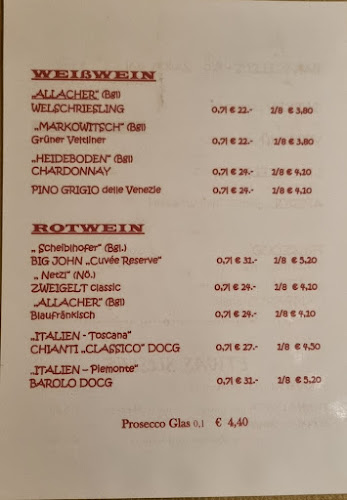 WEIßWEIN
„ALLACHER“ (Bgl)
WELSCHRIESLING 0,7l € 22.- 1/8 € 3,80
„MARKOWITSCH“ (Bgl)
Grüner Veltliner 0,7l € 22.- 1/8 € 3,80
„HEIDEBODEN“ (Bgl)
CHARDONNAY 0,7l € 24.- 1/8 € 4,10
PINO GRIGIO delle Venezie 0,7l € 24.- 1/8 € 4,10
ROTWEIN
„ Scheiblhofer“ (Bgl.)
BIG JOHN „Cuvée Reserve“ 0,7l € 31.- 1/8 € 5,20
„ Netzl“ (NÖ.)
ZWEIGELT classic 0,7l € 24.- 1/8 € 4,10
„ALLACHER“ (Bgl)
Blaufränkisch 0,7l € 24.- 1/8 € 4,10
„ITALIEN - Toscana“
CHIANTI „CLASSICO“ DOCG 0,7l € 27.- 1/8 € 4,50
„ITALIEN – Piemonte“
BAROLO DOCG 0,7l € 31.- 1/8 € 5,20
Prosecco Glas 0,1 € 4,40